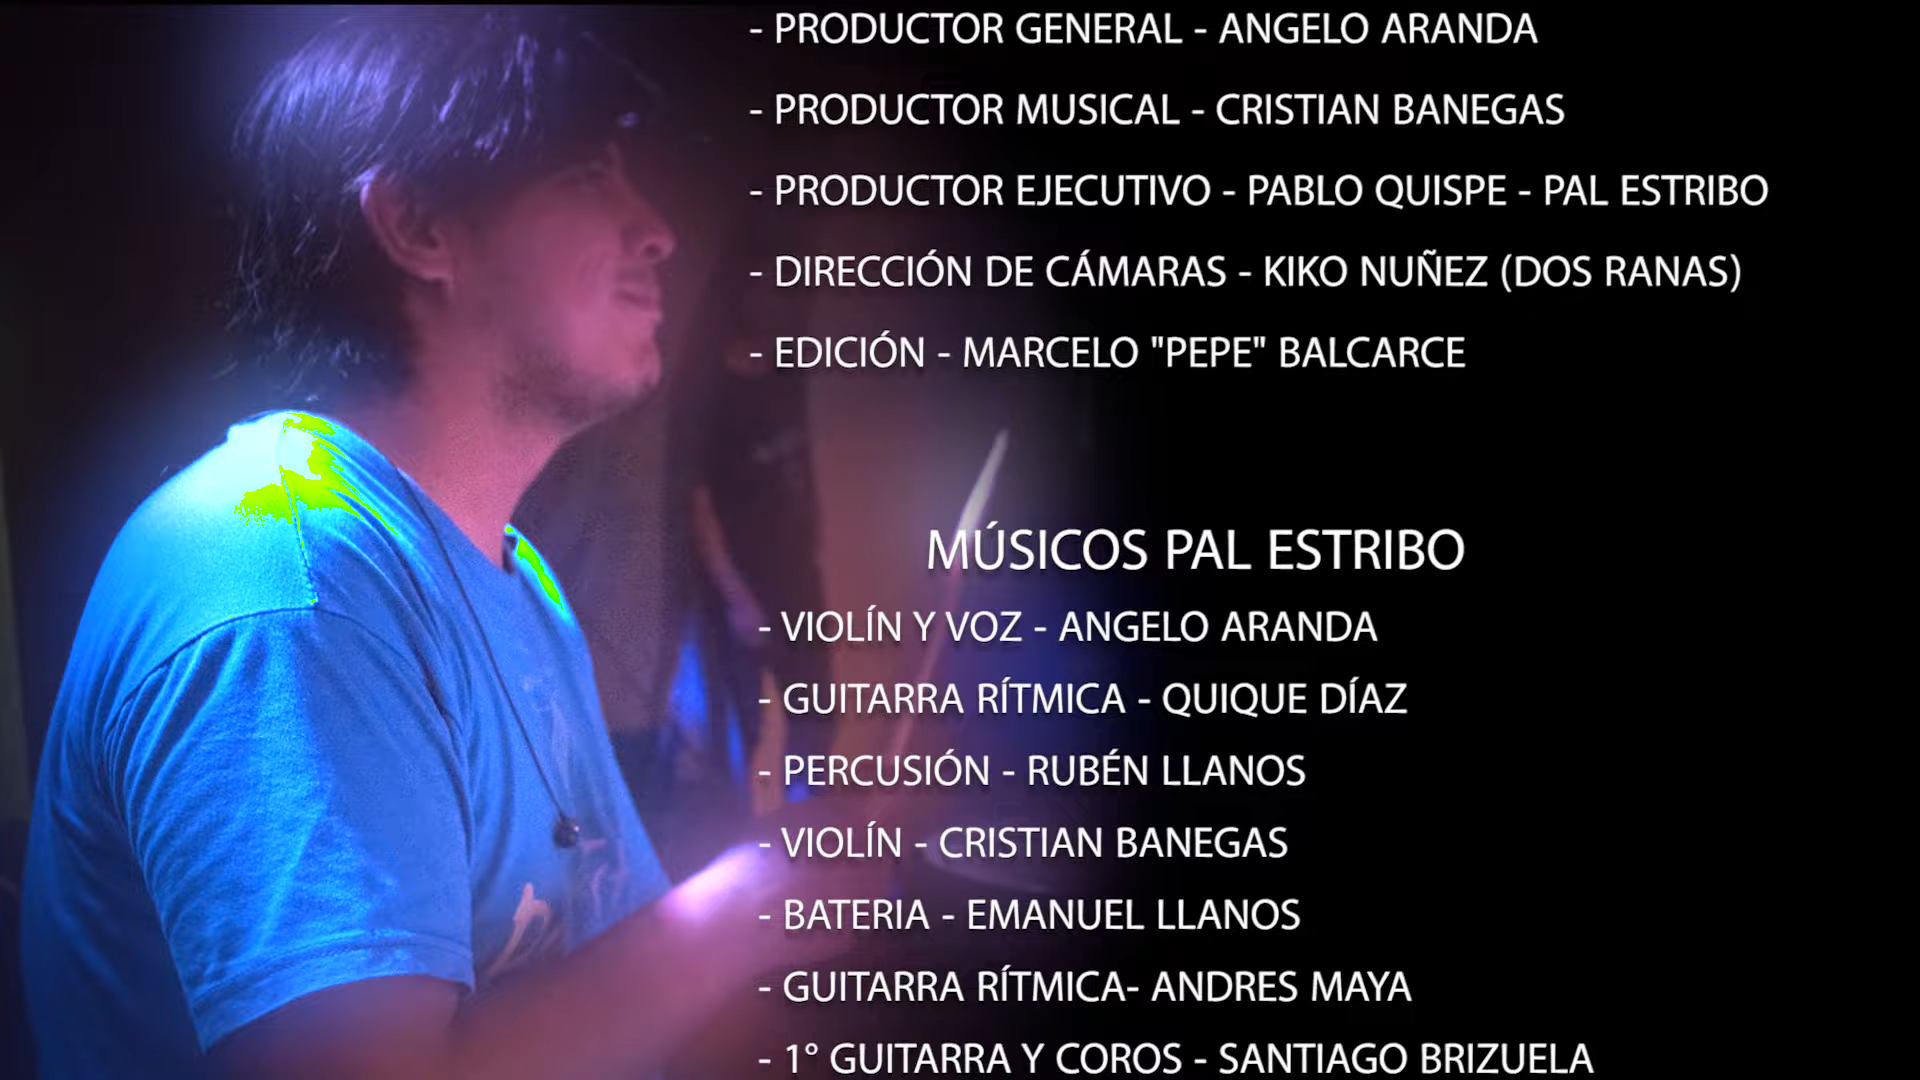 - PRODUCTOR GENERAL - ANGELO ARANDA
- PRODUCTOR MUSICAL - CRISTIAN BANEGAS
- PRODUCTOR EJECUTIVO - PABLO QUISPE - PAL ESTRIBO
- DIRECCIÓN DE CÁMARAS - KIKO NUÑEZ (DOS RANAS)
- EDICIÓN - MARCELO "PEPE" BALCARCE
MÚSICOS PAL ESTRIBO
- VIOLÍN Y VOZ - ANGELO ARANDA
- GUITARRA RÍTMICA - QUIQUE DÍAZ
- PERCUSIÓN - RUBÉN LLANOS
- VIOLÍN - CRISTIAN BANEGAS
- BATERIA - EMANUEL LLANOS
- GUITARRA RÍTMICA- ANDRES MAYA
- 1° GUITARRA Y COROS - SANTIAGO BRIZUELA